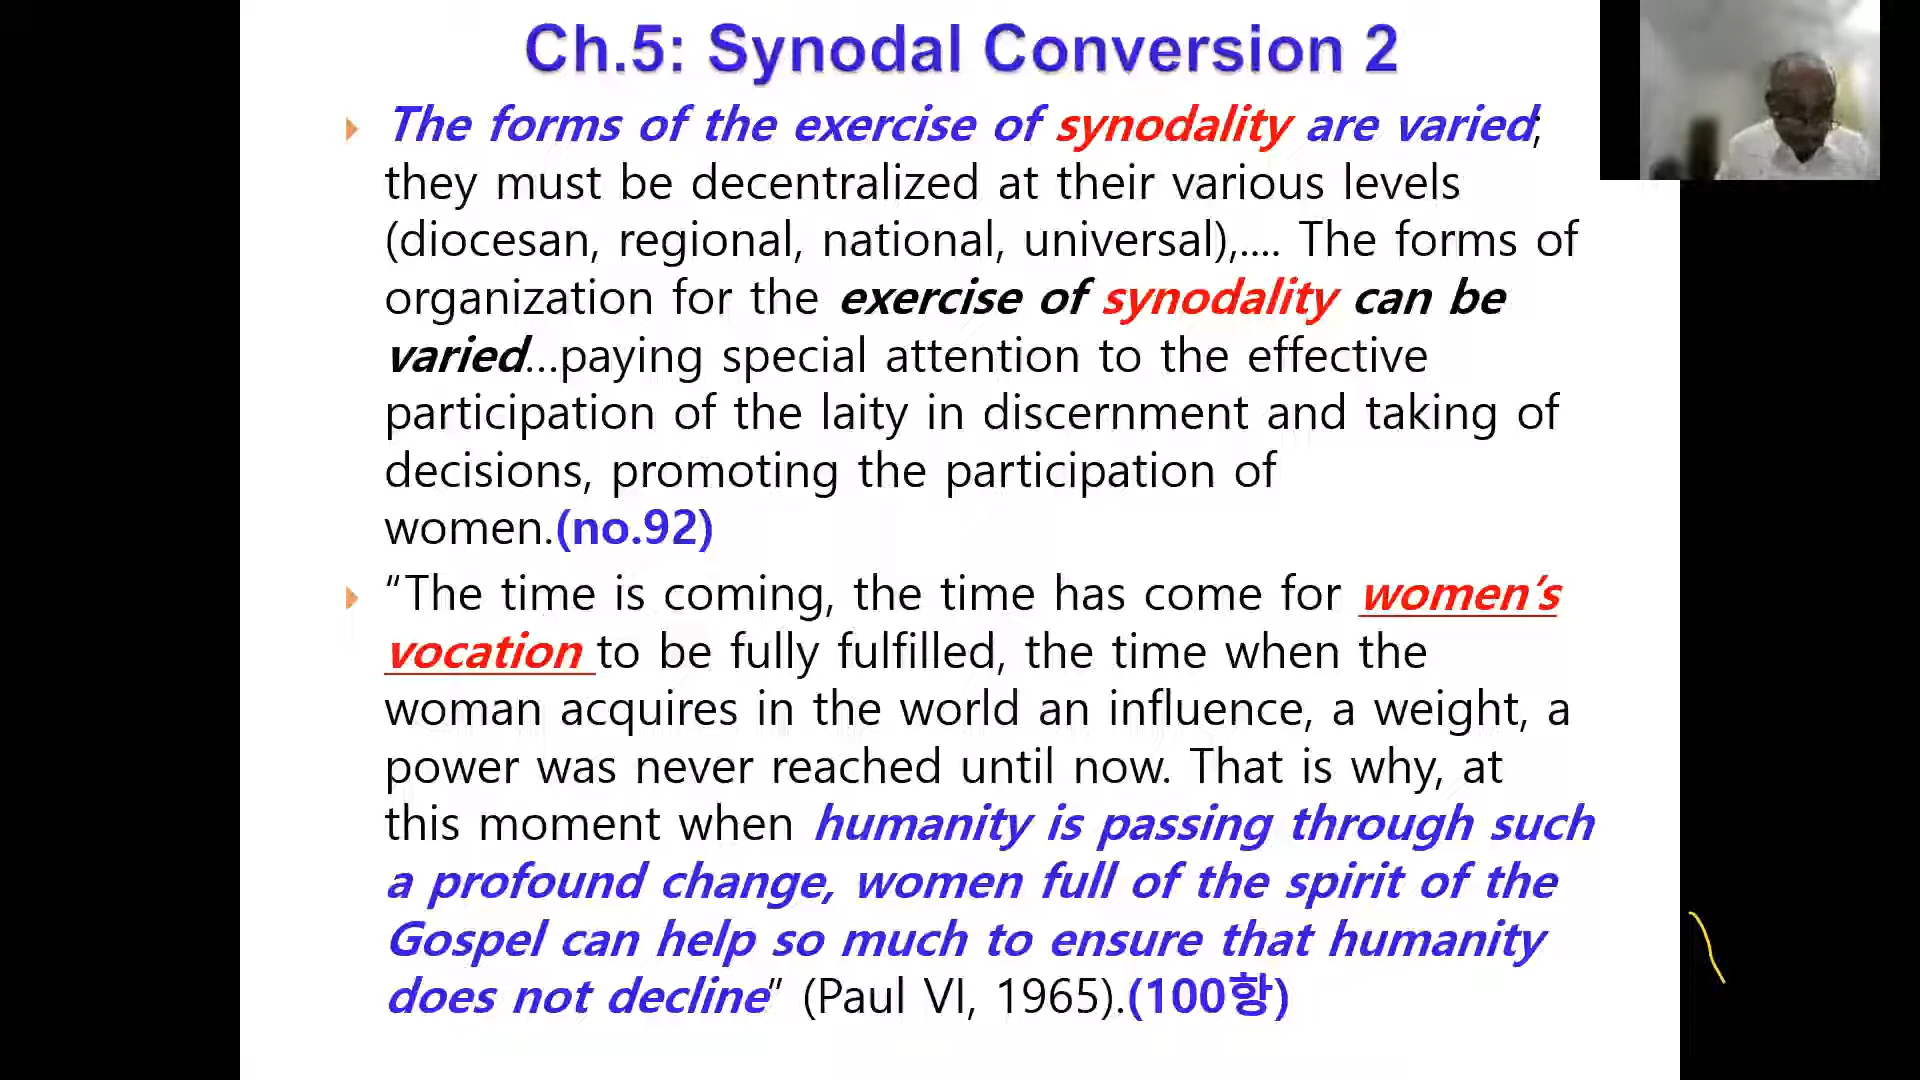 Ch.5: Synodal Conversion 2
The forms of the exercise of synodality are varied;
they must be decentralized at their various levels
(diocesan, regional, national, universal),.... The forms of
organization for the exercise of synodality can be
varied...paying special attention to the effective
participation of the laity in discernment and taking of
decisions, promoting the participation of
women.(no.92)
“The time is coming, the time has come for women’s
vocation to be fully fulfilled, the time when the
woman acquires in the world an influence, a weight, a
power was never reached until now. That is why, at
this moment when humanity is passing through such
a profound change, women full of the spirit of the
Gospel can help so much to ensure that humanity
does not decline” (Paul VI, 1965).(100항)